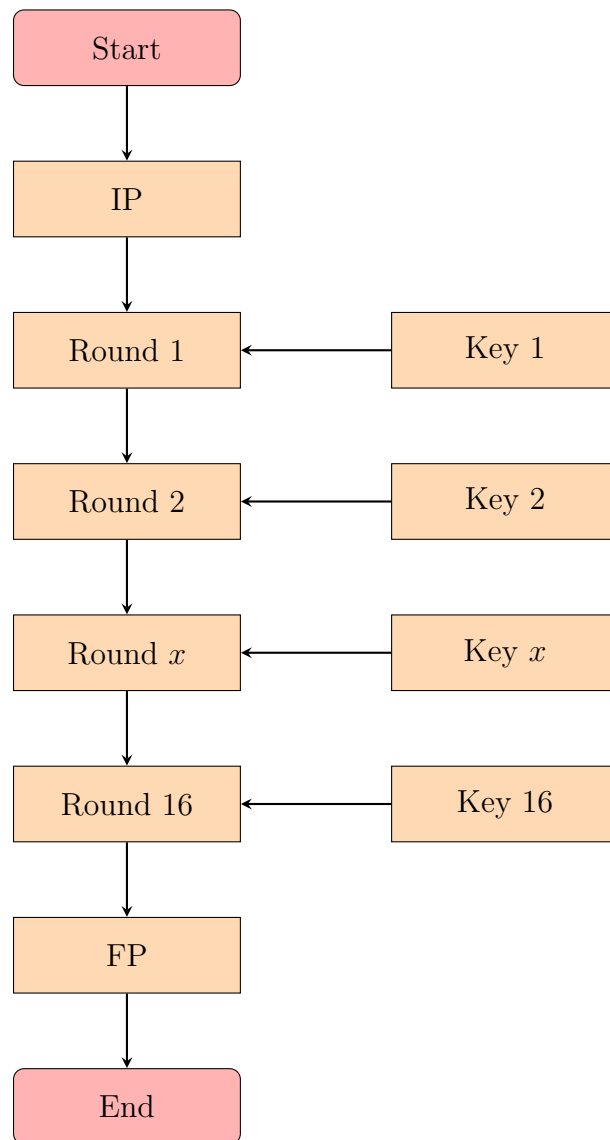 Start
IP
Round 1
Key 1
Round 2
Key 2
Round x
Key x
Round 16
Key 16
FP
End